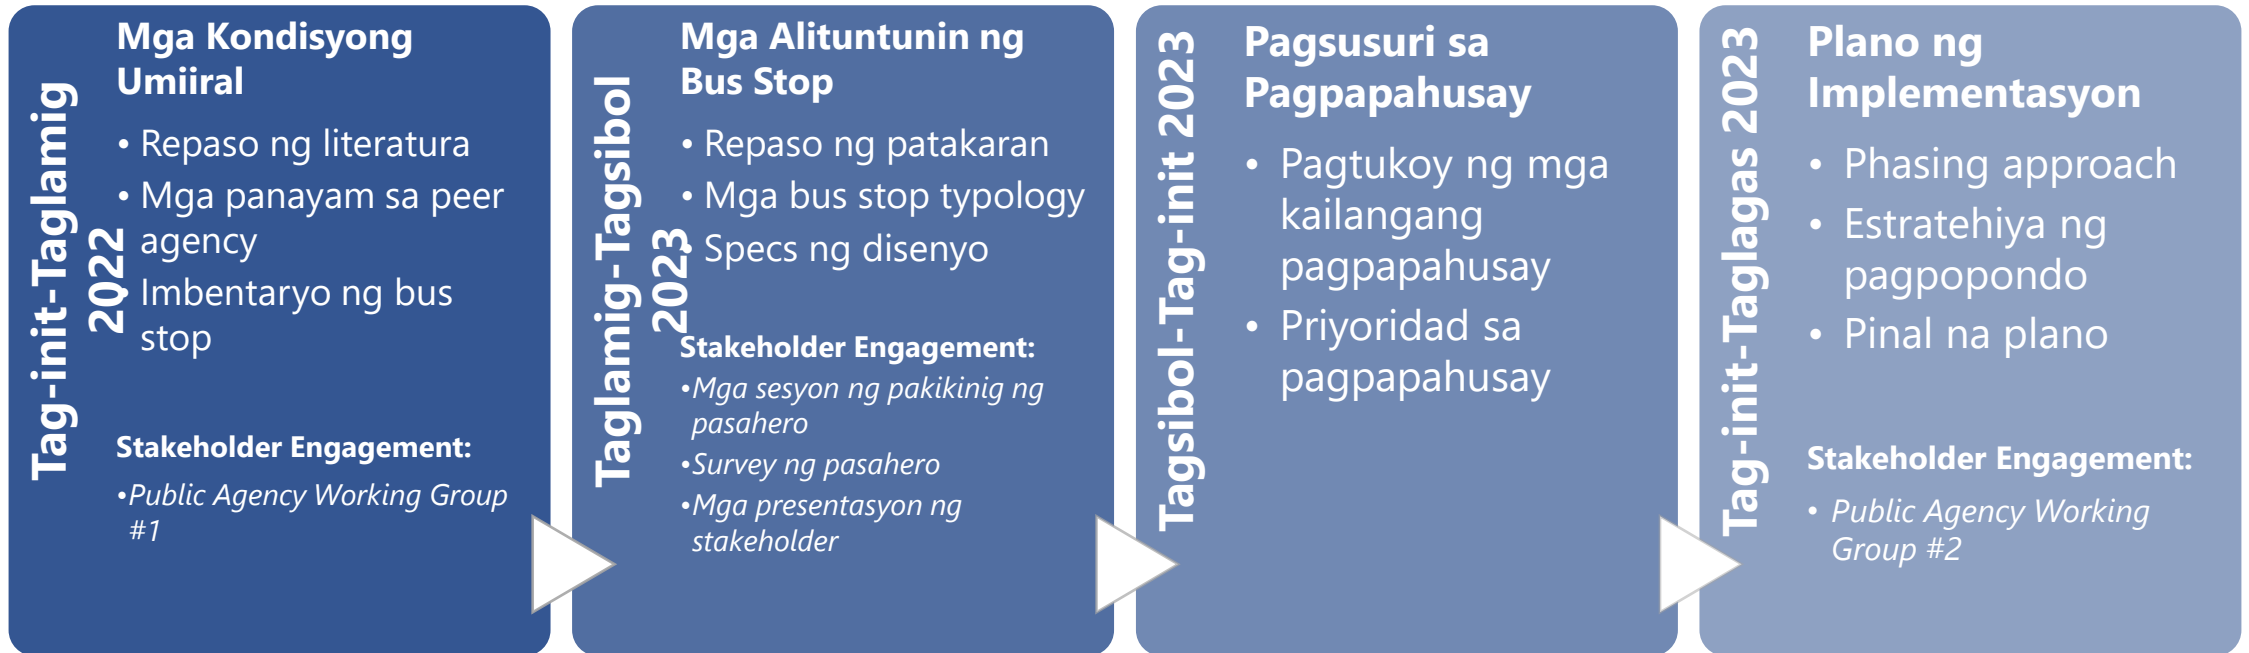 Tag-init-Taglamig
2022
Mga Kondisyong
Umiiral
• Repaso ng literatura
• Mga panayam sa peer
agency
• Imbentaryo ng bus
stop
Stakeholder Engagement:
•Public Agency Working Group
#1
Taglamig-Tagsibol
2023
Mga Alituntunin ng
Bus Stop
• Repaso ng patakaran
• Mga bus stop typology
• Specs ng disenyo
Stakeholder Engagement:
•Mga sesyon ng pakikinig ng
pasahero
•Survey ng pasahero
•Mga presentasyon ng
stakeholder
Tagsibol-Tag-init 2023
Pagsusuri sa
Pagpapahusay
• Pagtukoy ng mga
kailangang
pagpapahusay
• Priyoridad sa
pagpapahusay
Tag-init-Taglagas 2023
Plano ng
Implementasyon
• Phasing approach
• Estratehiya ng
pagpopondo
• Pinal na plano
Stakeholder Engagement:
• Public Agency Working
Group #2